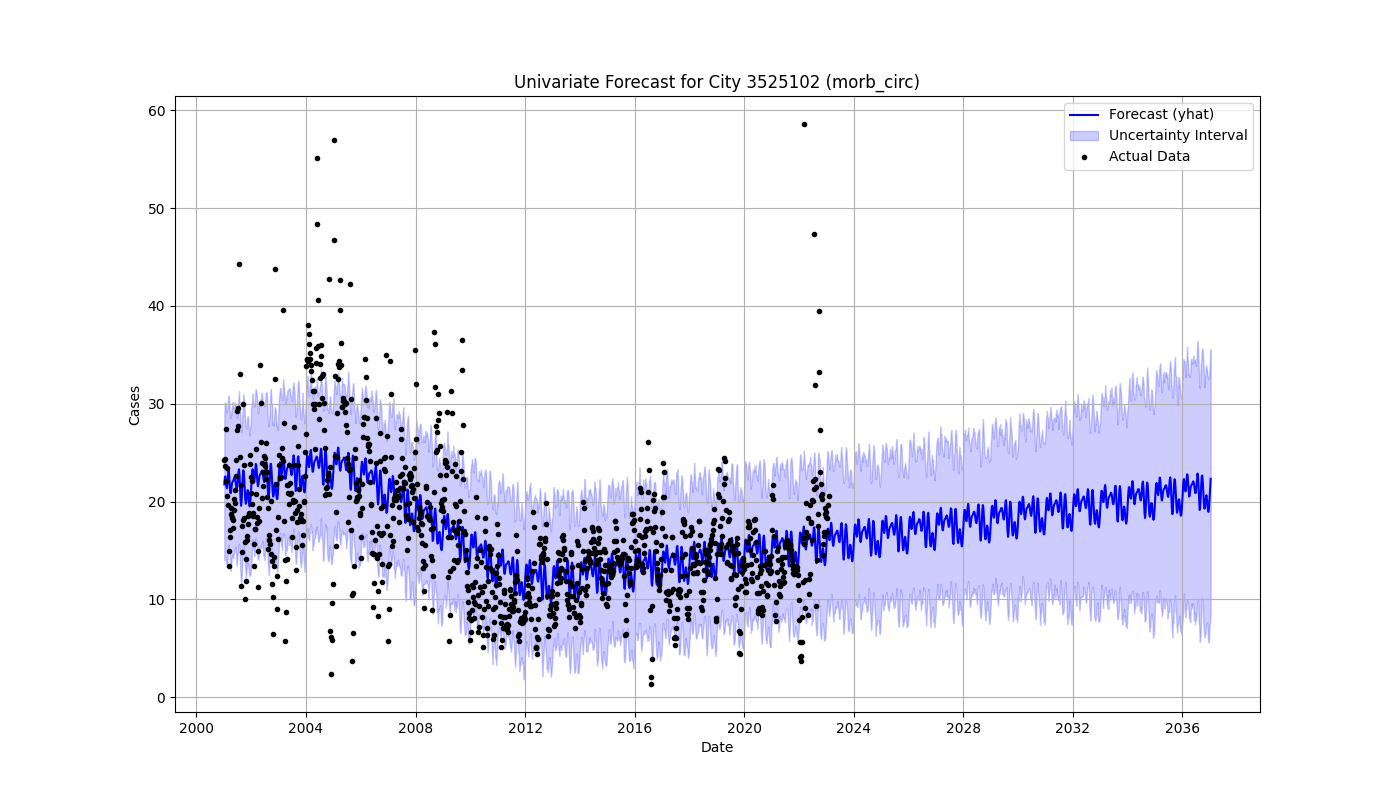 Univariate Forecast for City 3525102 (morb_circ)
Forecast (yhat)
Uncertainty Interval
Actual Data
Cases
60
50
40
30
20
10
0
2000 2004 2008 2012 2016 2020 2024 2028 2032 2036
Date